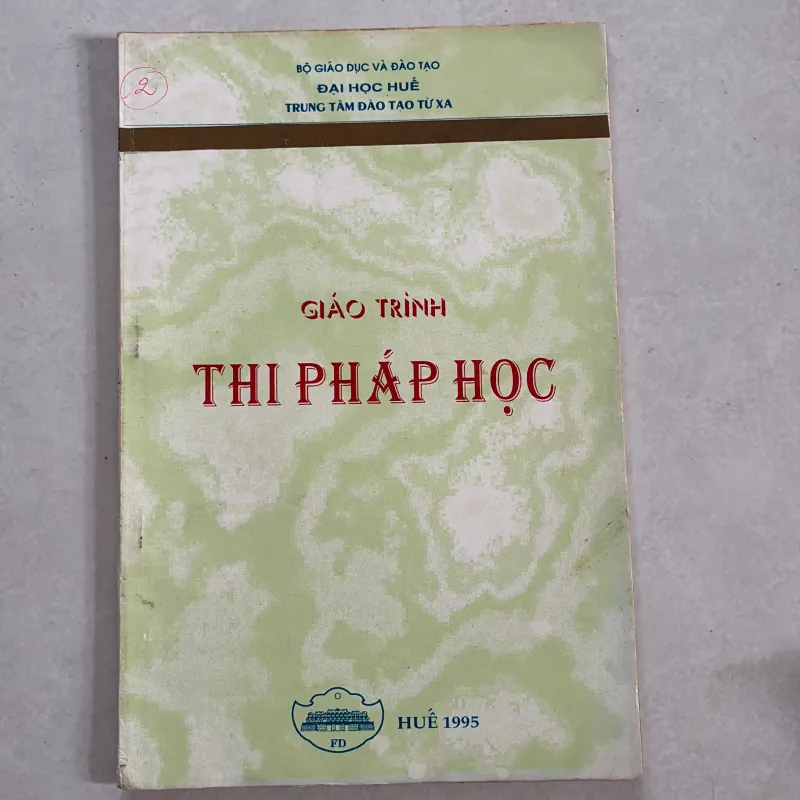 2
BỘ GIÁO DỤC VÀ ĐÀO TẠO
ĐẠI HỌC HUẾ
TRUNG TÂM ĐÀO TẠO TỪ XA
GIÁO TRÌNH
THI PHÁP HỌC
FD
HUẾ 1995